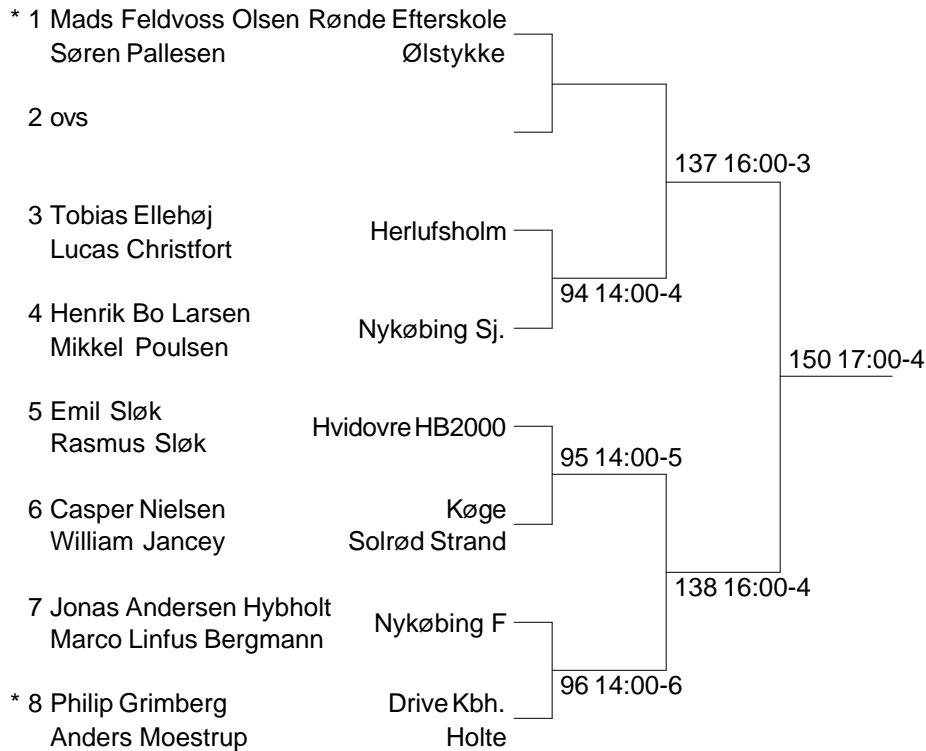 * 1 Mads Feldvoss Olsen Rønde Efterskole
Søren Pallesen Ølstykke
2 ovs
137 16:00-3
3 Tobias Ellehøj
Herlufsholm
Lucas Christfort
94 14:00-4
4 Henrik Bo Larsen
Nykøbing Sj.
Mikkel Poulsen
150 17:00-4
5 Emil Sløk
Hvidovre HB2000
Rasmus Sløk
95 14:00-5
6 Casper Nielsen Køge
William Jancey Solrød Strand
138 16:00-4
7 Jonas Andersen Hybholt
Nykøbing F
Marco Linfus Bergmann
96 14:00-6
* 8 Philip Grimberg Drive Kbh.
Anders Moestrup Holte